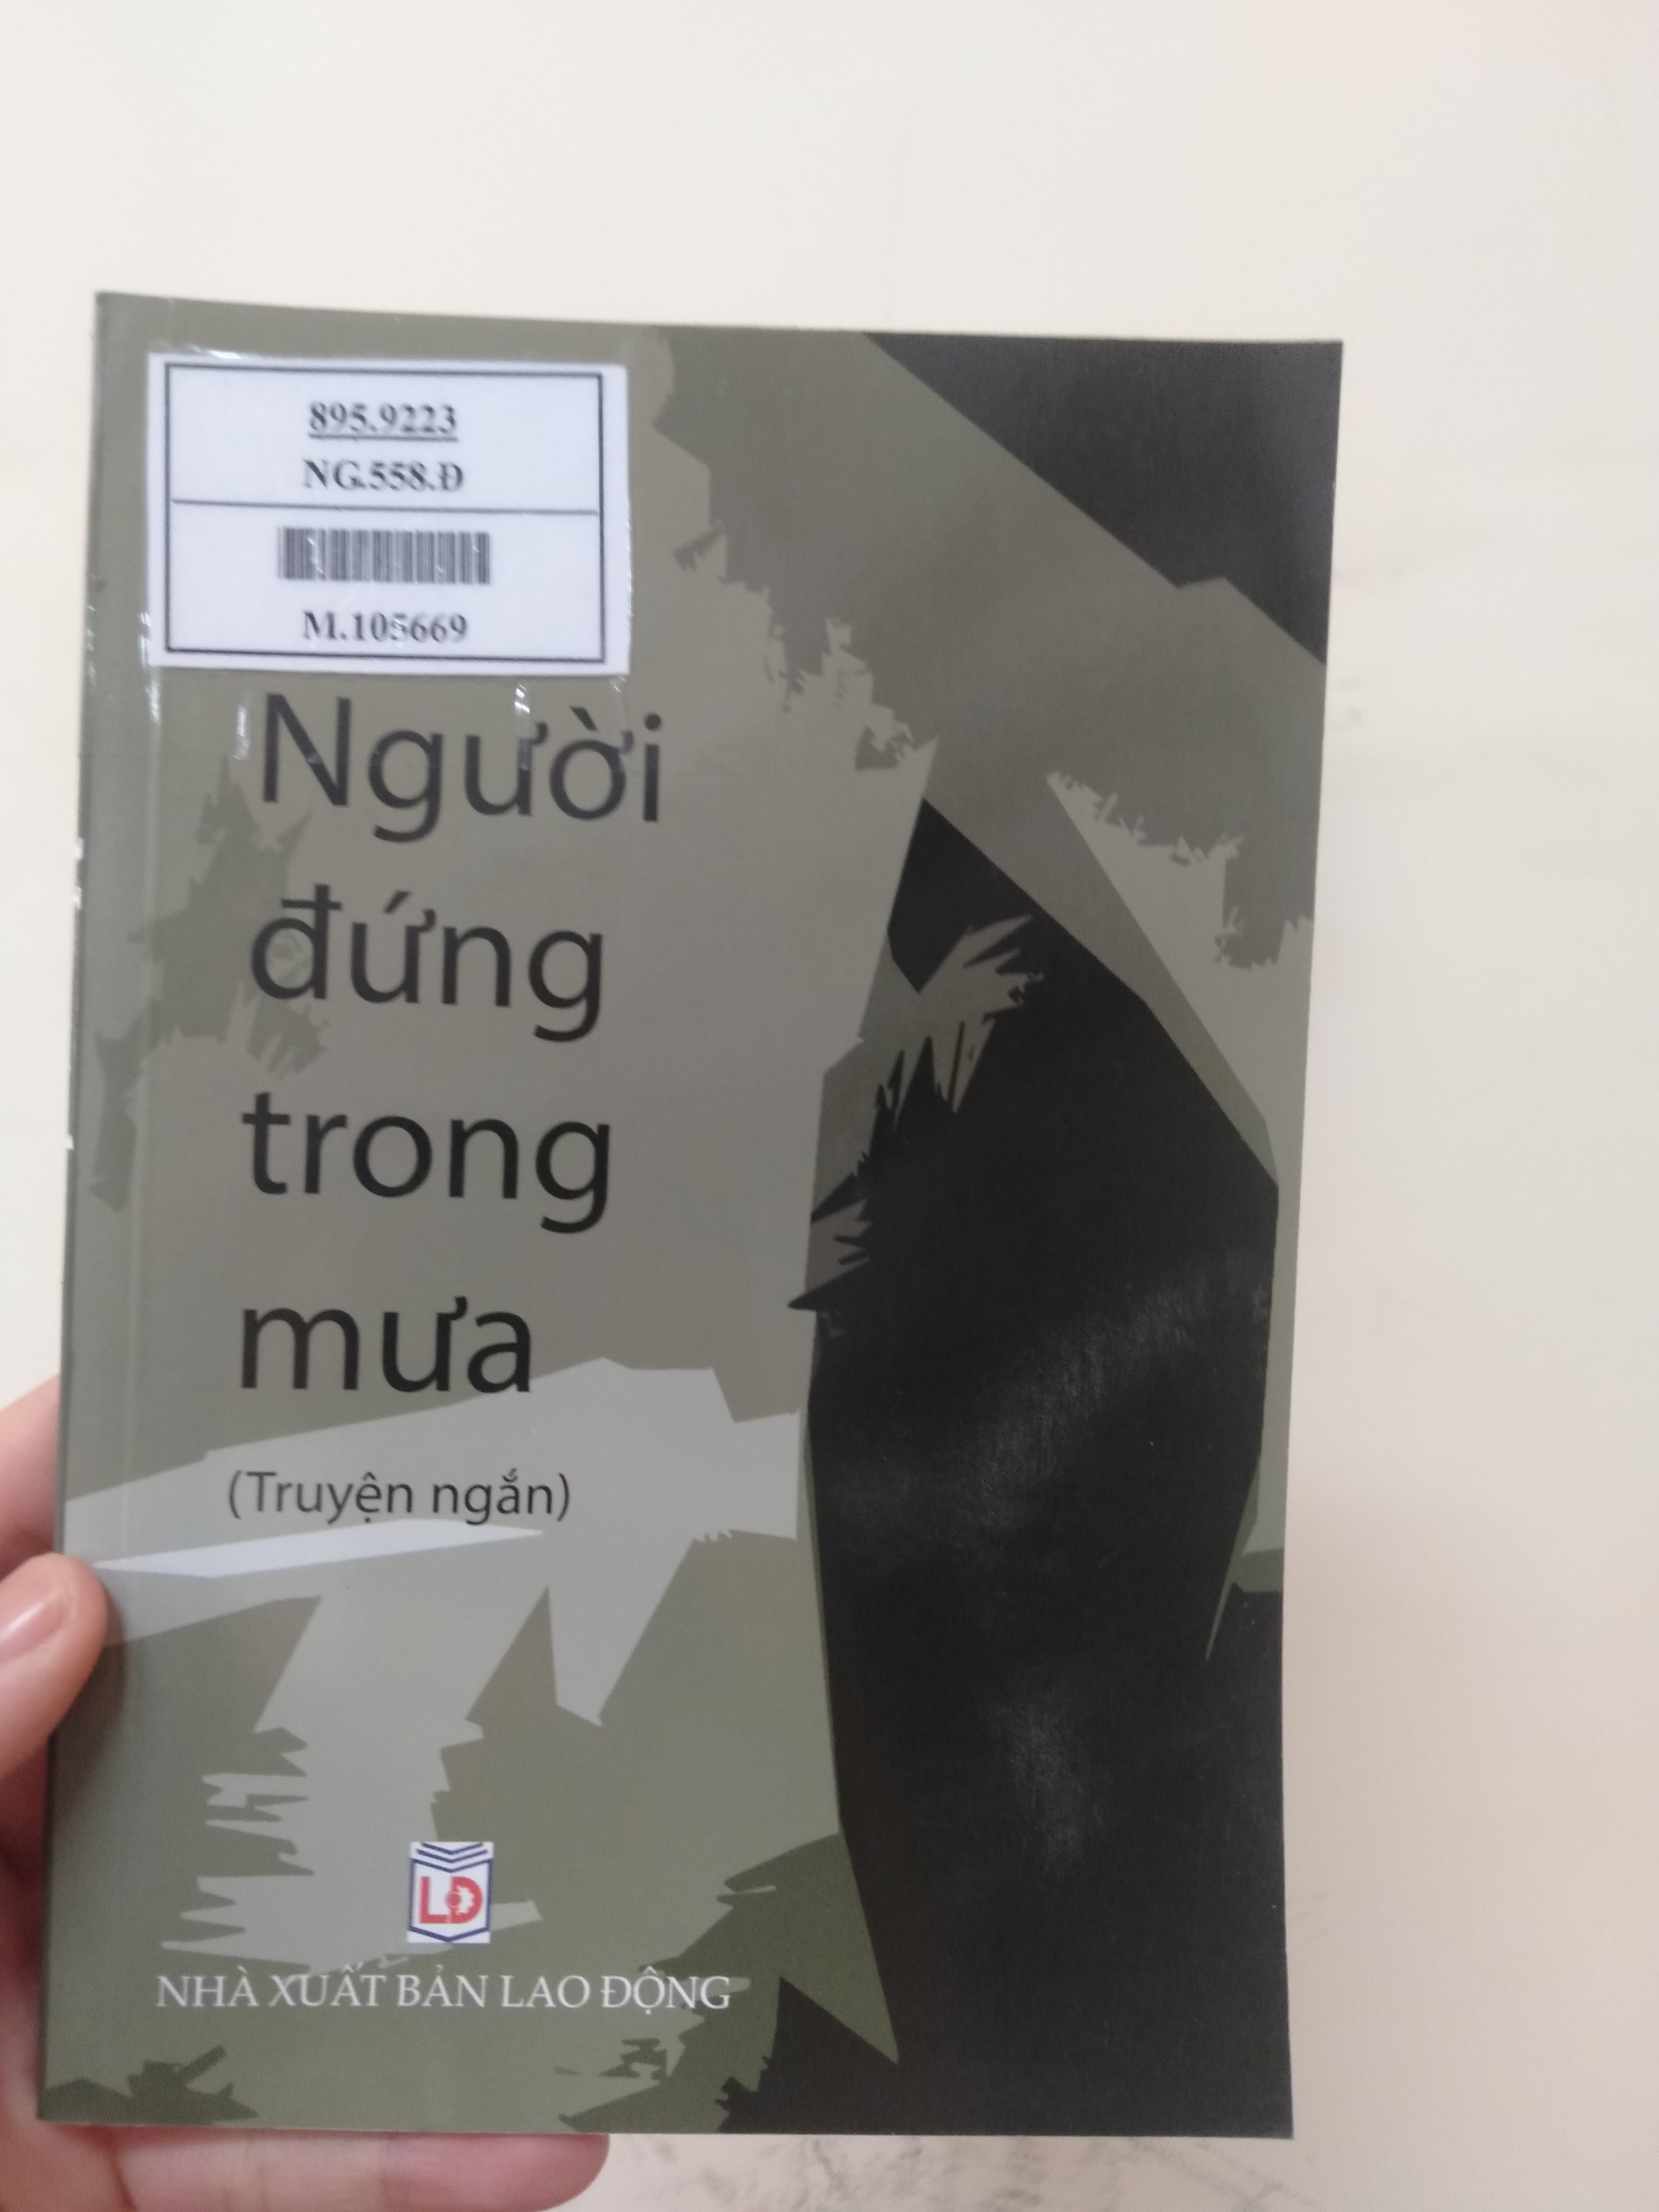 895.9223
NG.558.Đ
M.105669
Người
đứng
trong
mưa
(Truyện ngắn)
LĐ
NHÀ XUẤT BẢN LAO ĐỘNG